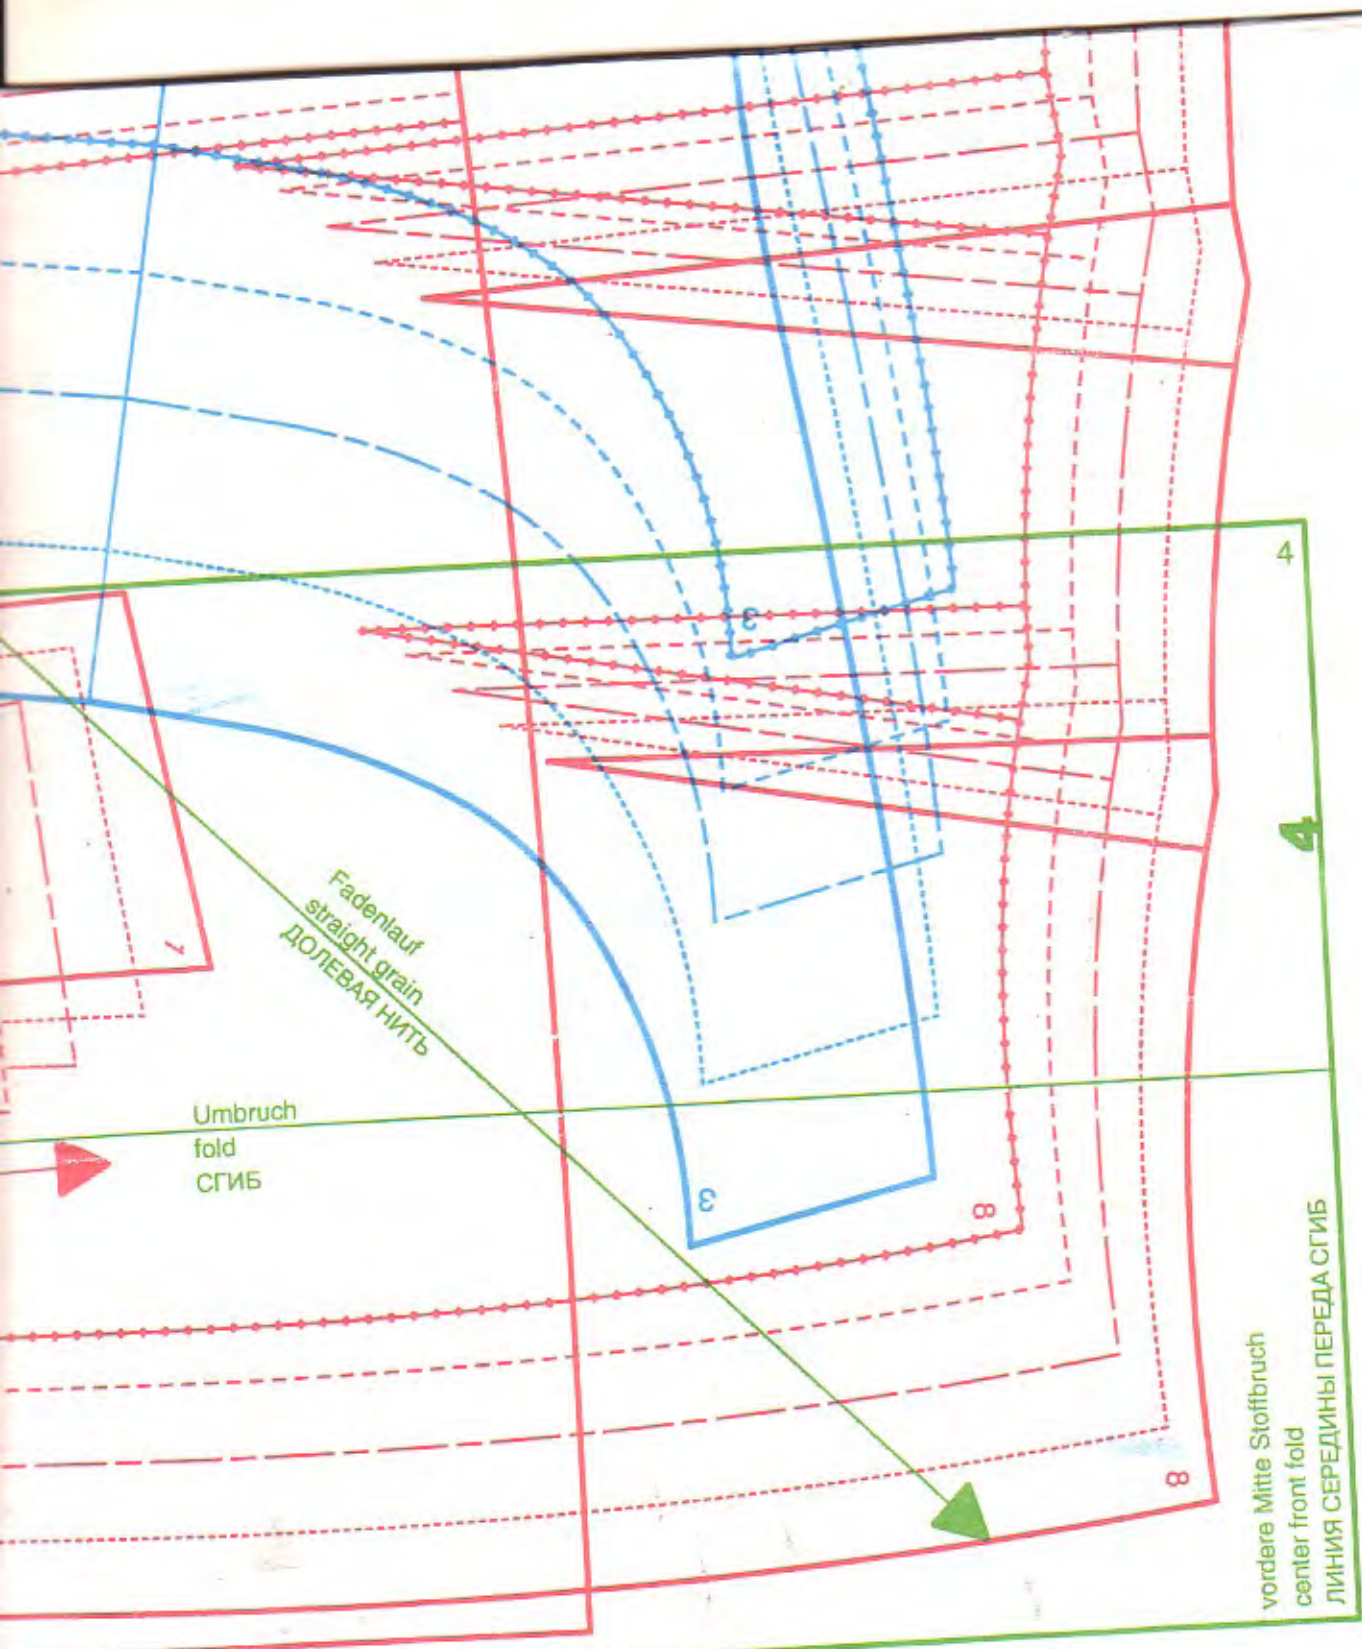 4
3
4
Fadenlauf
straight grain
ДОЛЕВАЯ НИТЬ
7
Umbruch
fold
СГИБ
3
8
8
vordere Mitte Stoffbruch
center front fold
ЛИНИЯ СЕРЕДИНЫ ПЕРЕДА СГИБ